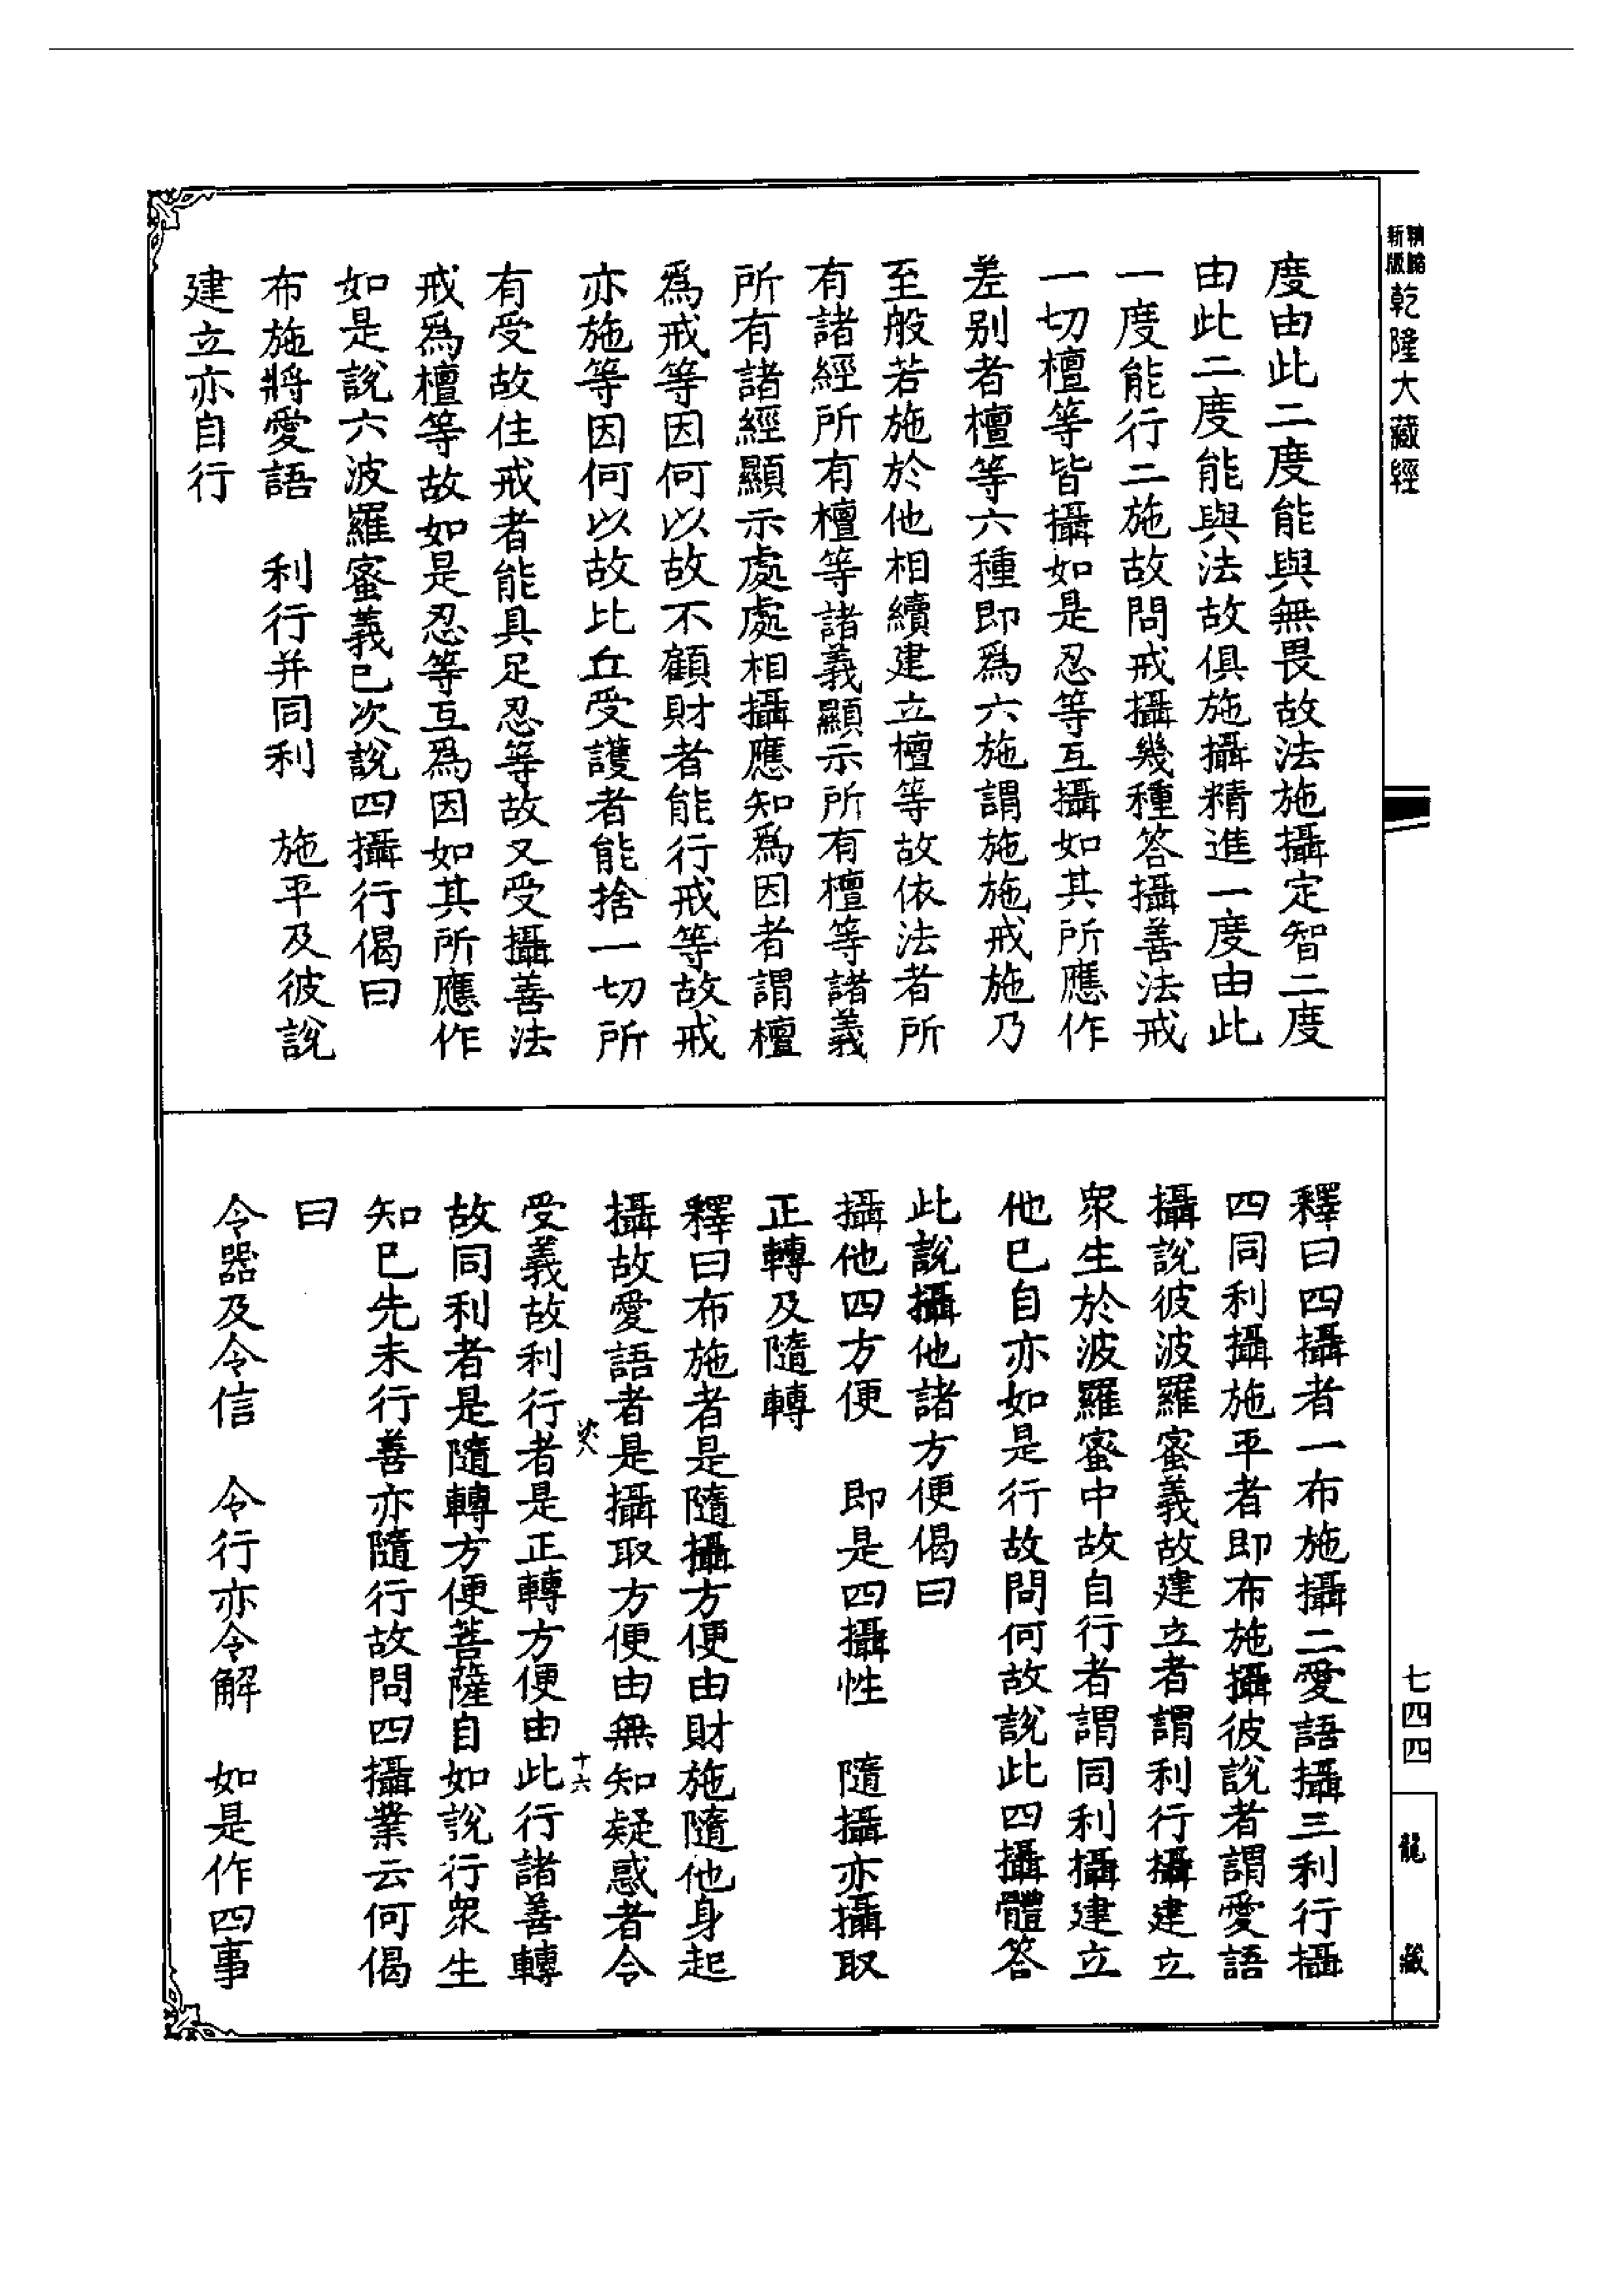 精縮
新版
乾隆大藏經
度由此二度能與無畏故法施攝定智二度
由此二度能與法故俱施攝精進一度由此
一度能行二施故問戒攝幾種答攝善法戒
一切檀等皆攝如是忍等互攝如其所應作
差別者檀等六種即爲六施謂施施戒施乃
至般若施於他相續建立檀等故依法者所
有諸經所有檀等諸義顯示所有檀等諸義
所有諸經顯示處處相攝應知爲因者謂檀
爲戒等因何以故不顧財者能行戒等故戒
亦施等因何以故比丘受護者能捨一切所
有受故住戒者能具足忍等故又受攝善法
戒爲檀等故如是忍等互爲因如其所應作
如是說六波羅蜜義已次說四攝行偈曰
布施將愛語　利行并同利　施平及彼說
建立亦自行
釋曰四攝者一布施攝二愛語攝三利行攝
四同利攝施平者即布施攝彼說者謂愛語
攝說彼波羅蜜義故建立者謂利行攝建立
衆生於波羅蜜中故自行者謂同利攝建立
他已自亦如是行故問何故說此四攝體答
此說攝他諸方便偈曰
攝他四方便　即是四攝性　隨攝亦攝取
正轉及隨轉
釋曰布施者是隨攝方便由財施隨他身起
攝故愛語者是攝取方便由無知疑惑者令
十六
受義故利行者是正轉方便由此行諸善轉
故同利者是隨轉方便菩薩自如說行衆生
知已先未行善亦隨行故問四攝業云何偈
曰
令器及令信　令行亦令解　如是作四事
七四四
龍藏